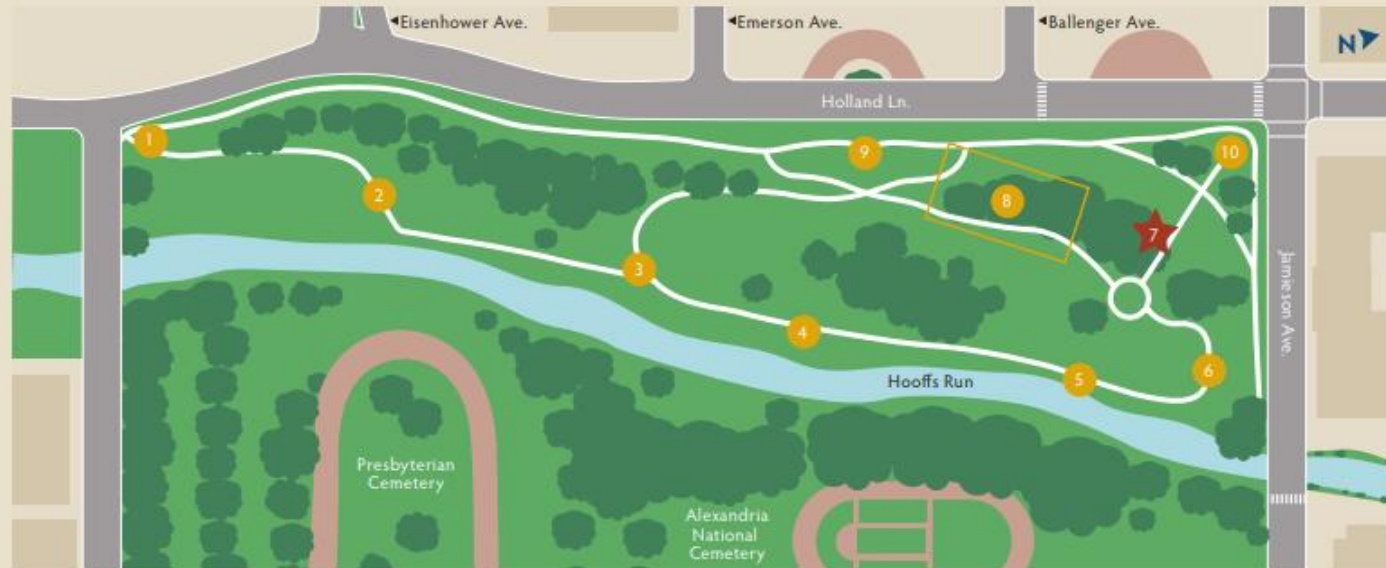 Eisenhower Ave.
Emerson Ave.
Ballenger Ave.
N
Holland Ln.
1
9
10
2
8
7
3
Jamieson Ave.
4
6
5
Hooffs Run
Presbyterian
Cemetery
Alexandria
National
Cemetery